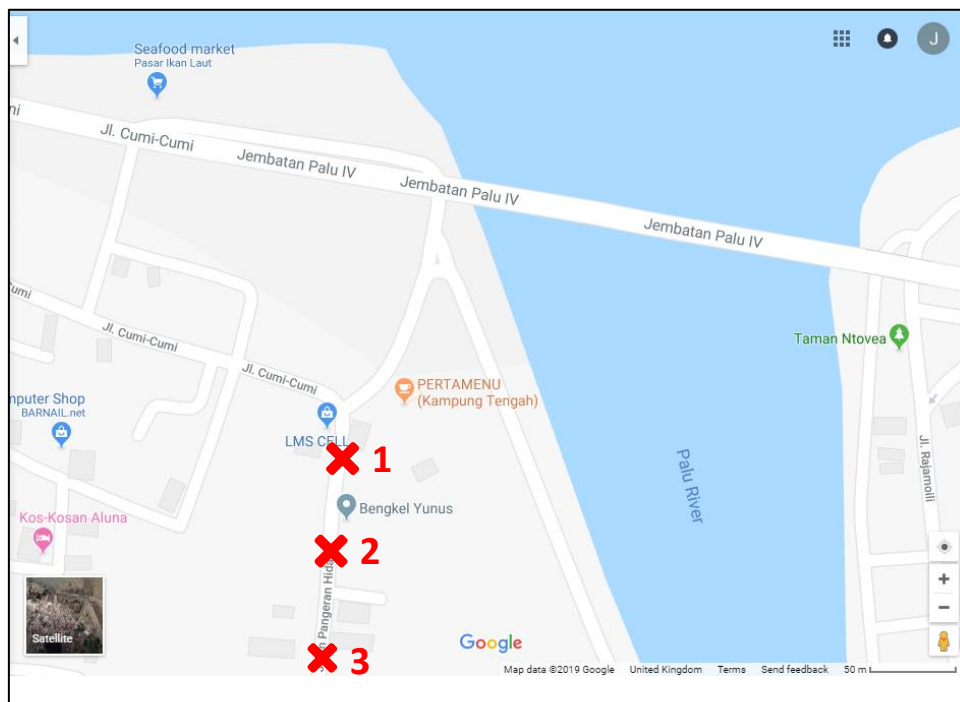 Seafood market
Pasar Ikan Laut
J
Jl. Cumi-Cumi
Jembatan Palu IV
Jembatan Palu IV
Jembatan Palu IV
Jl. Cumi-Cumi
Jl. Cumi-Cumi
Taman Ntovea
PERTAMENU
(Kampung Tengah)
mputer Shop
BARNAIL.net
LMS CELL
1
Jl. Rajamoili
Palu River
Bengkel Yunus
Kos-Kosan Aluna
2
Pangeran Hida
Satellite
3
Google
Map data ©2019 Google United Kingdom Terms Send feedback 50 m